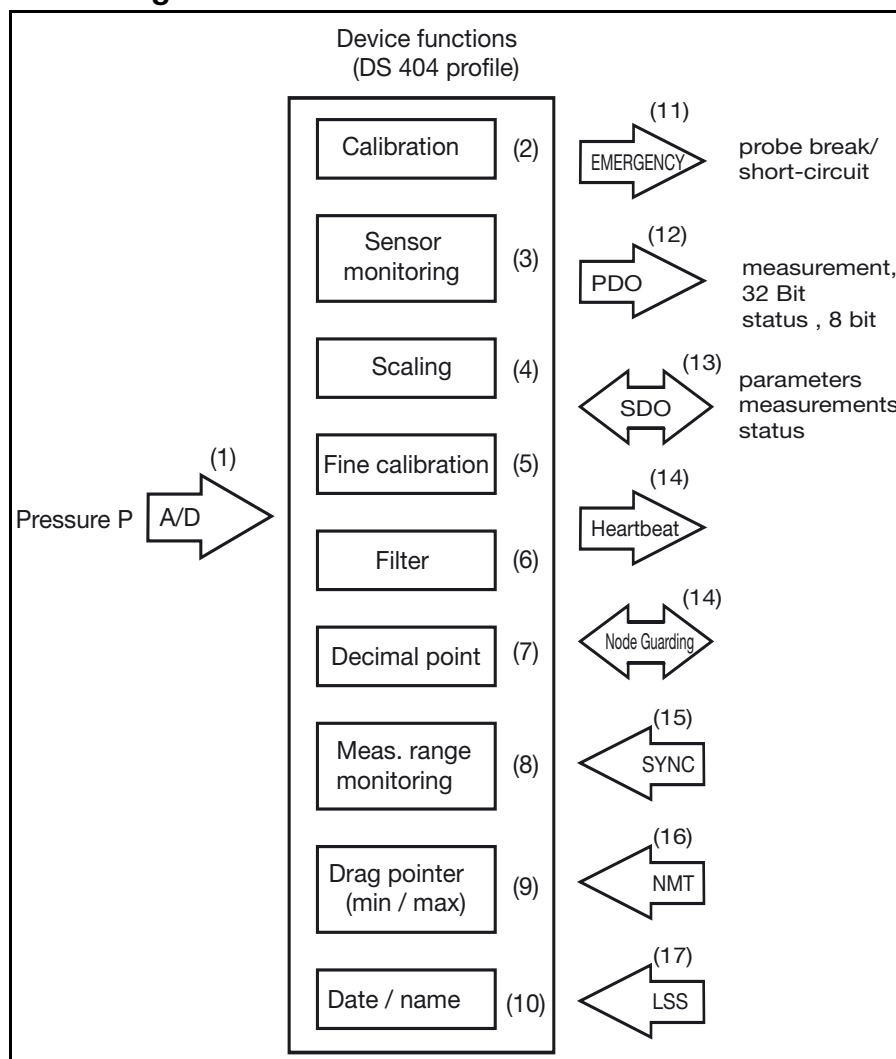 Device functions
(DS 404 profile)
Calibration (2)
Sensor
monitoring (3)
Scaling (4)
Fine calibration (5)
Filter (6)
Decimal point (7)
Meas. range
monitoring (8)
Drag pointer
(min / max) (9)
Date / name (10)
(1)
Pressure P A/D
(11)
EMERGENCY
probe break/
short-circuit
(12)
PDO
measurement,
32 Bit
status , 8 bit
(13)
SDO
parameters
measurements
status
(14)
Heartbeat
(14)
Node Guarding
(15)
SYNC
(16)
NMT
(17)
LSS